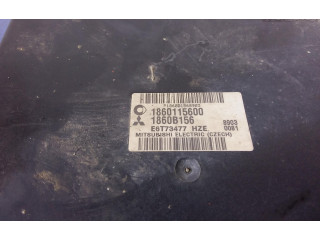 1860115600
1860B156
E6T73477 HZE
8903
0081
MITSUBISHI ELECTRIC (CZECH)